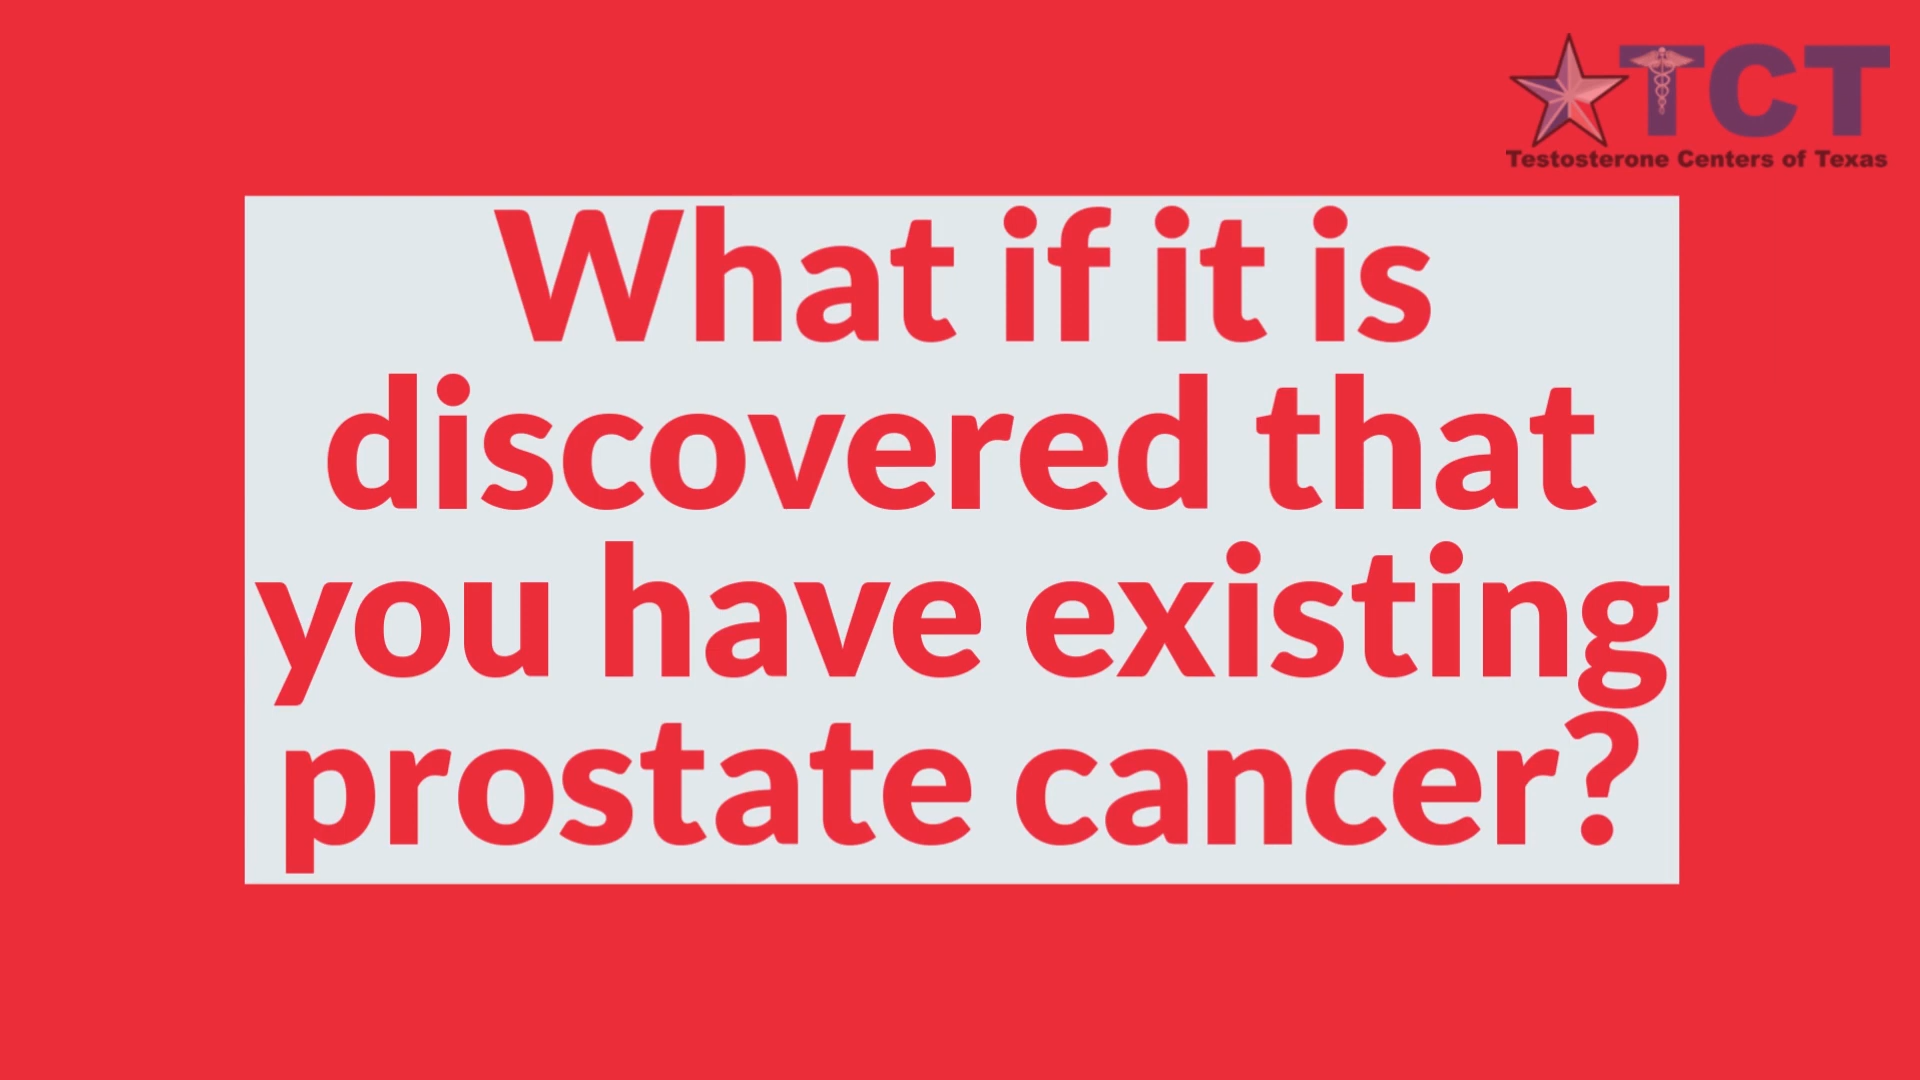 TCT
Testosterone Centers of Texas
What if it is
discovered that
you have existing
prostate cancer?